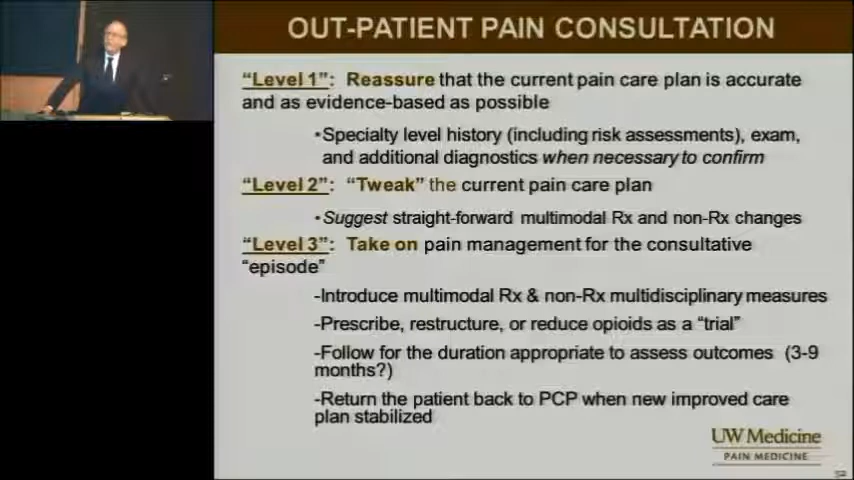 OUT-PATIENT PAIN CONSULTATION
“Level 1”: Reassure that the current pain care plan is accurate
and as evidence-based as possible
•Specialty level history (including risk assessments), exam,
and additional diagnostics when necessary to confirm
“Level 2”: “Tweak” the current pain care plan
•Suggest straight-forward multimodal Rx and non-Rx changes
“Level 3”: Take on pain management for the consultative
“episode”
-Introduce multimodal Rx & non-Rx multidisciplinary measures
-Prescribe, restructure, or reduce opioids as a “trial”
-Follow for the duration appropriate to assess outcomes (3-9
months?)
-Return the patient back to PCP when new improved care
plan stabilized
UW Medicine
PAIN MEDICINE